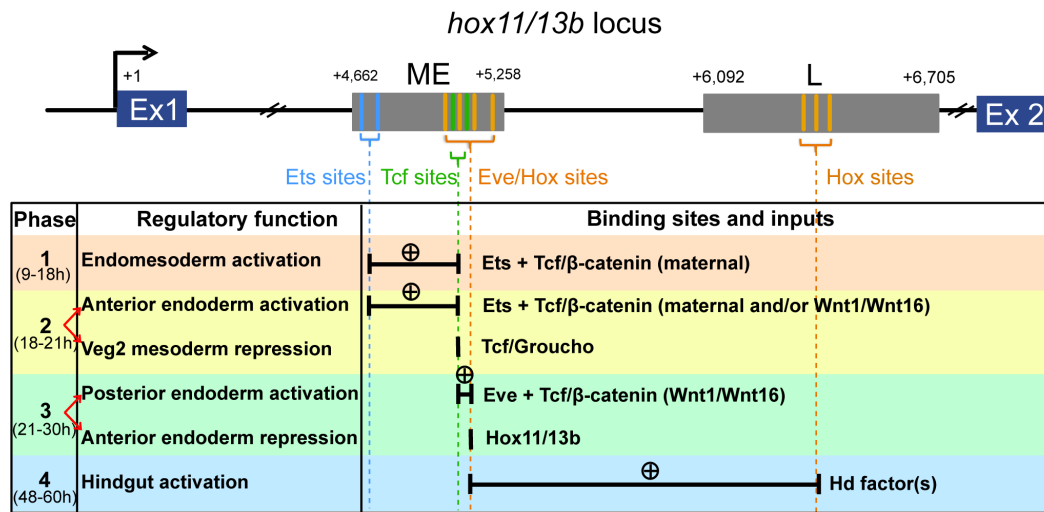 hox11/13b locus
+1
+4,662
ME
+5,258
+6,092
L
+6,705
Ex1
Ex 2
Ets sites
Tcf sites
Eve/Hox sites
Hox sites
Phase
Regulatory function
Binding sites and inputs
1
(9-18h)
Endomesoderm activation
Ets + Tcf/β-catenin (maternal)
2
(18-21h)
Anterior endoderm activation
Ets + Tcf/β-catenin (maternal and/or Wnt1/Wnt16)
Veg2 mesoderm repression
Tcf/Groucho
3
(21-30h)
Posterior endoderm activation
Eve + Tcf/β-catenin (Wnt1/Wnt16)
Anterior endoderm repression
Hox11/13b
4
(48-60h)
Hindgut activation
Hd factor(s)